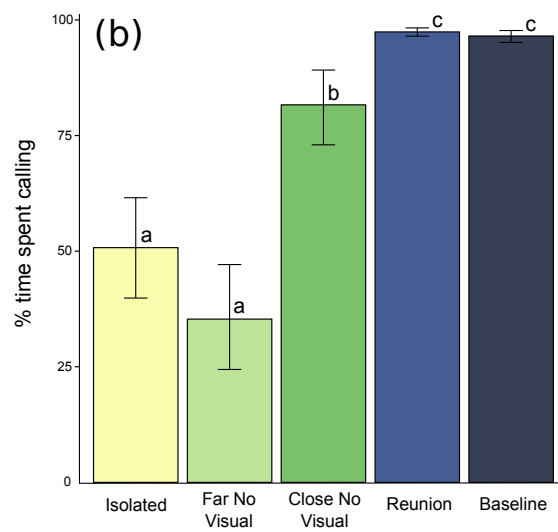 (b)
% time spent calling
100
75
50
25
0
a
a
b
c
c
Isolated
Far No
Visual
Close No
Visual
Reunion
Baseline